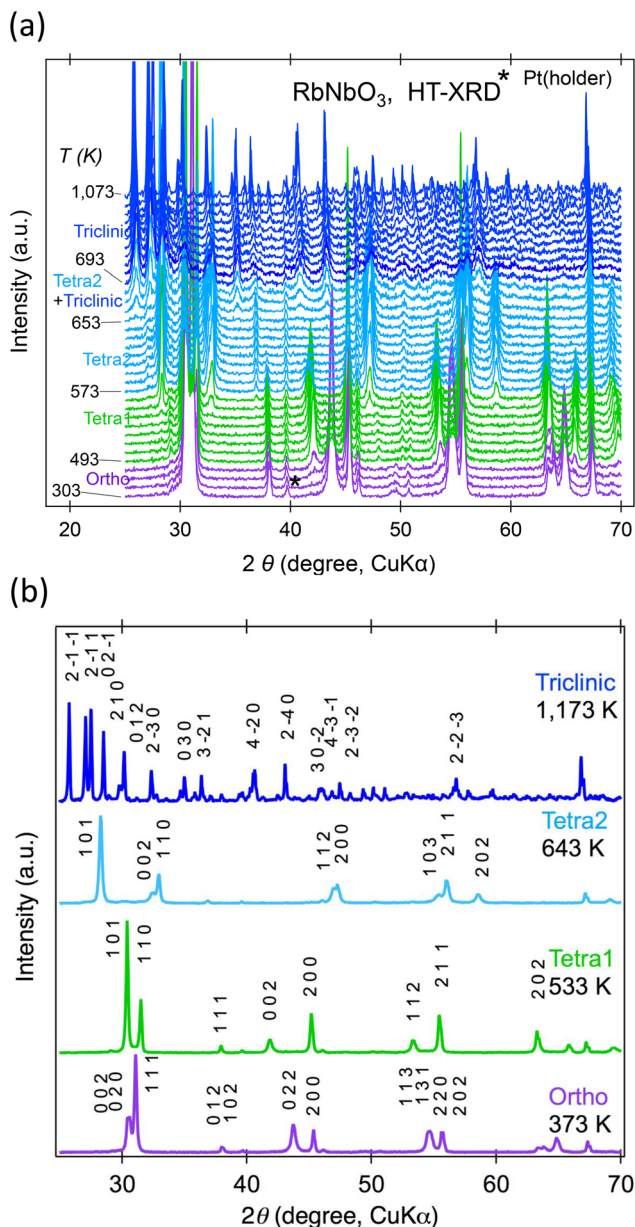 (a)
RbNbO3, HT-XRD* Pt(holder)
T (K)
1,073
Triclini
693
Tetra2
+Triclinic
653
Tetra2
573
Tetra1
493
Ortho
303
*
Intensity (a.u.)
20 30 40 50 60 70
2 θ (degree, CuKα)
(b)
2 -1 -1
2 -1 1
0 2 -1
2 1 0
0 1 2
2 -3 0
0 3 0
3 -2 1
4 -2 0
2 -4 0
3 0 -2
4 -3 -1
2 -3 -2
2 -2 -3
Triclinic
1,173 K
1 0 1
0 0 2
1 1 0
1 1 2
2 0 0
1 0 3
2 1 1
2 0 2
Tetra2
643 K
1 0 1
1 1 0
1 1 1
0 0 2
2 0 0
1 1 2
2 1 1
2 0 2
Tetra1
533 K
0 0 2
0 2 0
1 1 1
0 1 2
1 0 2
0 2 2
2 0 0
1 1 3
1 3 1
2 2 0
2 0 2
Ortho
373 K
Intensity (a.u.)
30 40 50 60 70
2θ (degree, CuKα)